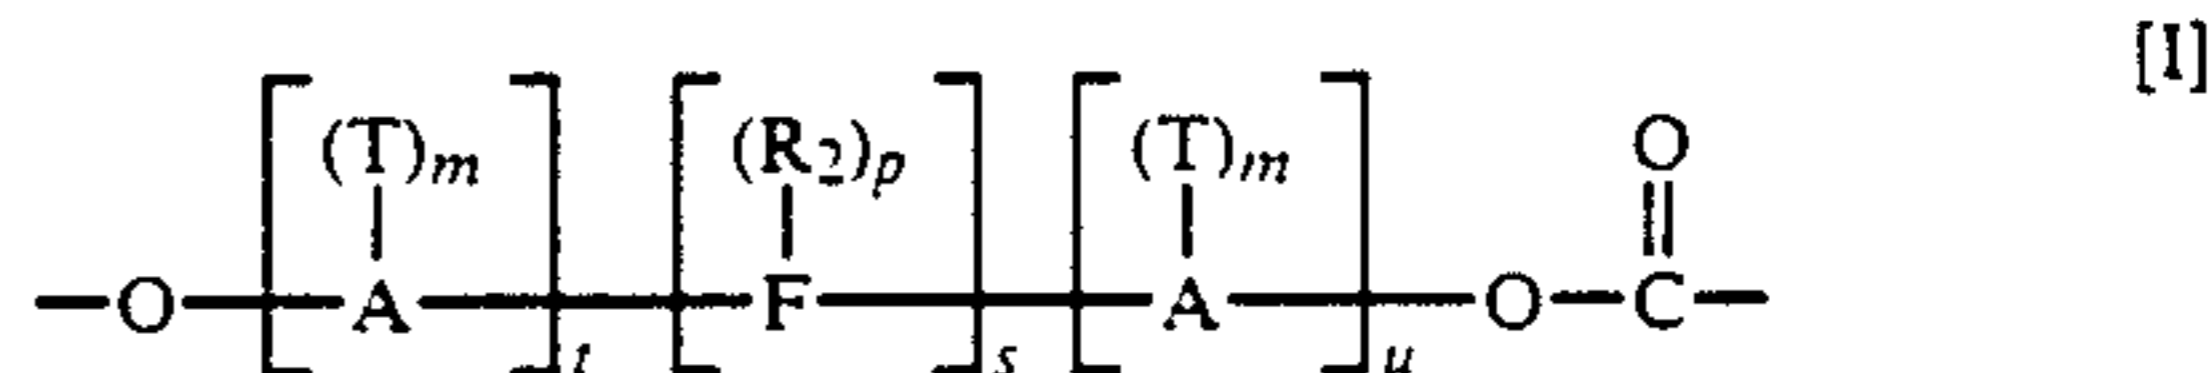 [I]
(T)m (R2)p (T)m O
—O—[A]t—[F]s—[A]u—O—C—